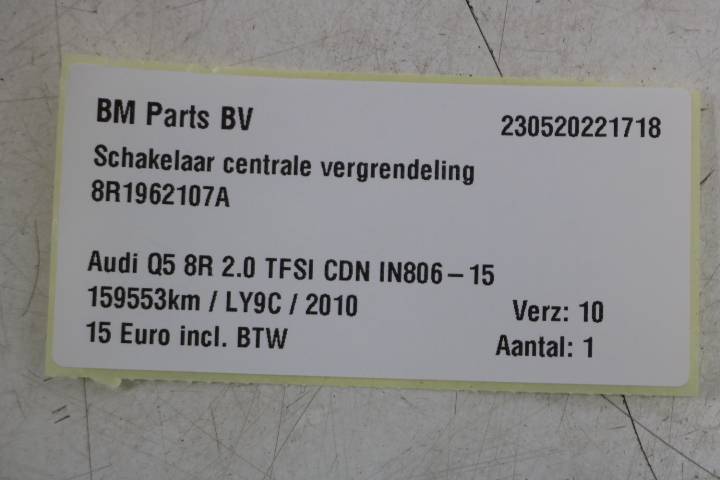 BM Parts BV 230520221718
Schakelaar centrale vergrendeling
8R1962107A
Audi Q5 8R 2.0 TFSI CDN IN806-15
159553km / LY9C / 2010 Verz: 10
15 Euro incl. BTW Aantal: 1